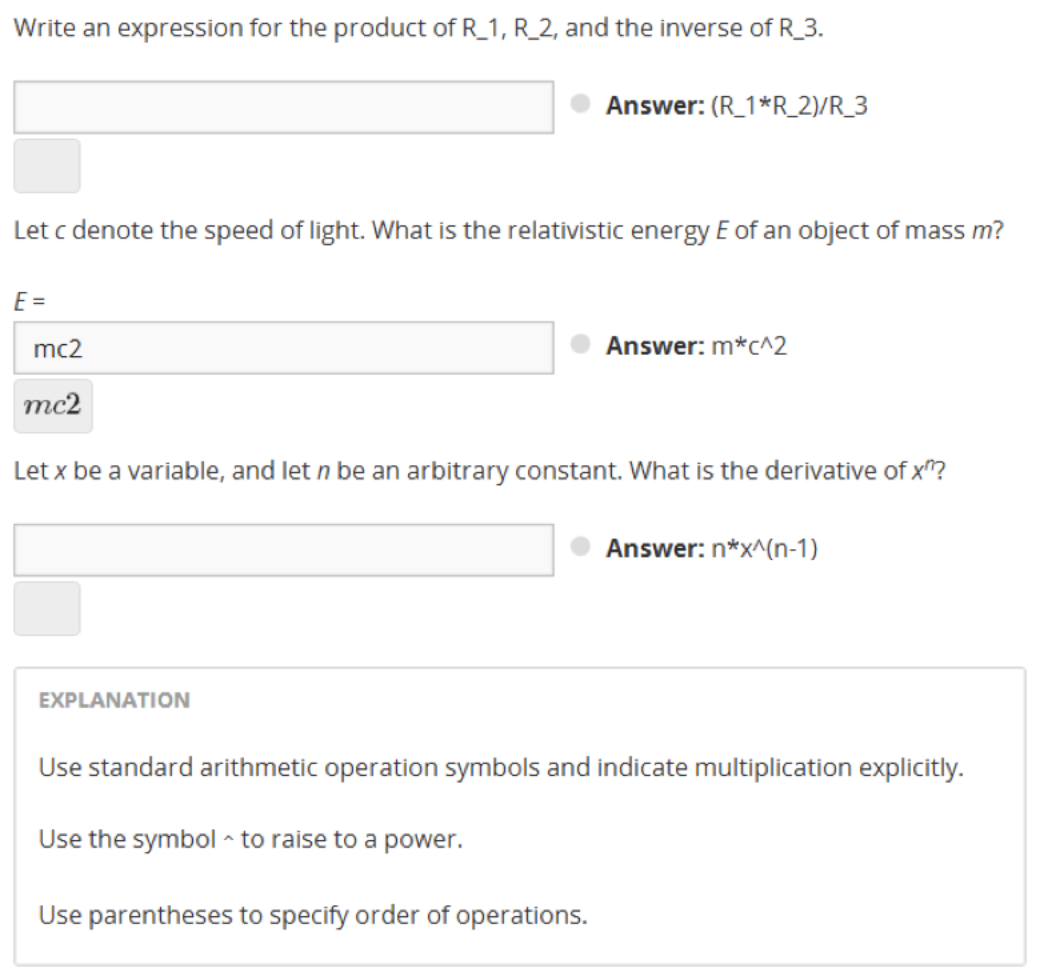 Write an expression for the product of R_1, R_2, and the inverse of R_3.
Answer: (R_1*R_2)/R_3
Let c denote the speed of light. What is the relativistic energy E of an object of mass m?
E =
mc2
Answer: m*c^2
mc2
Let x be a variable, and let n be an arbitrary constant. What is the derivative of xⁿ?
Answer: n*x^(n-1)
EXPLANATION
Use standard arithmetic operation symbols and indicate multiplication explicitly.
Use the symbol ^ to raise to a power.
Use parentheses to specify order of operations.